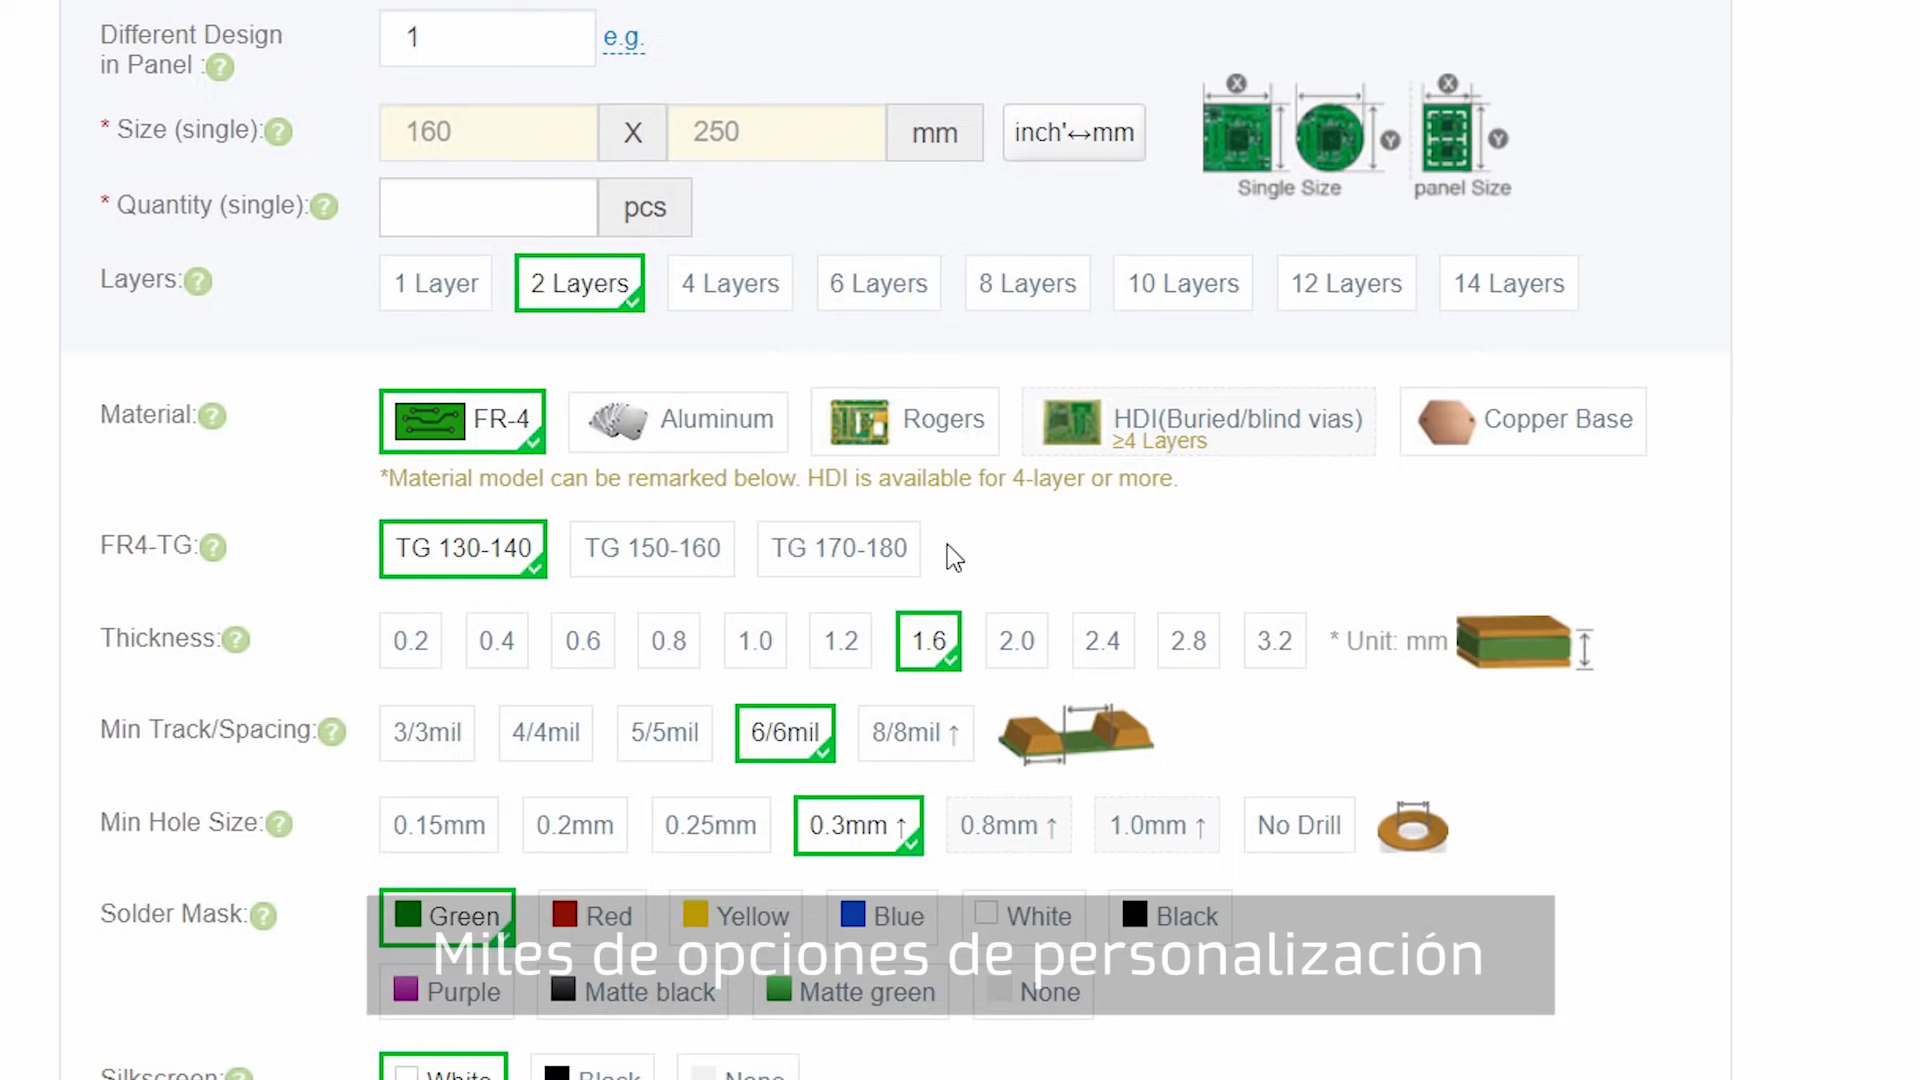 Different Design
in Panel : ?
1
e.g.
* Size (single): ?
160 X 250 mm
inch'↔mm
X X
Y Y
Single Size
panel Size
* Quantity (single): ?
pcs
Layers: ?
1 Layer
2 Layers
4 Layers
6 Layers
8 Layers
10 Layers
12 Layers
14 Layers
Material: ?
FR-4
Aluminum
Rogers
HDI(Buried/blind vias)
≥4 Layers
Copper Base
*Material model can be remarked below. HDI is available for 4-layer or more.
FR4-TG: ?
TG 130-140
TG 150-160
TG 170-180
Thickness: ?
0.2 0.4 0.6 0.8 1.0 1.2 1.6 2.0 2.4 2.8 3.2 * Unit: mm
Min Track/Spacing: ?
3/3mil 4/4mil 5/5mil 6/6mil 8/8mil ↑
Min Hole Size: ?
0.15mm 0.2mm 0.25mm 0.3mm ↑ 0.8mm ↑ 1.0mm ↑ No Drill
Solder Mask: ?
Green Red Yellow Blue White Black
Miles de opciones de personalización
Purple Matte black Matte green None
Silkscreen: ?
White Black None